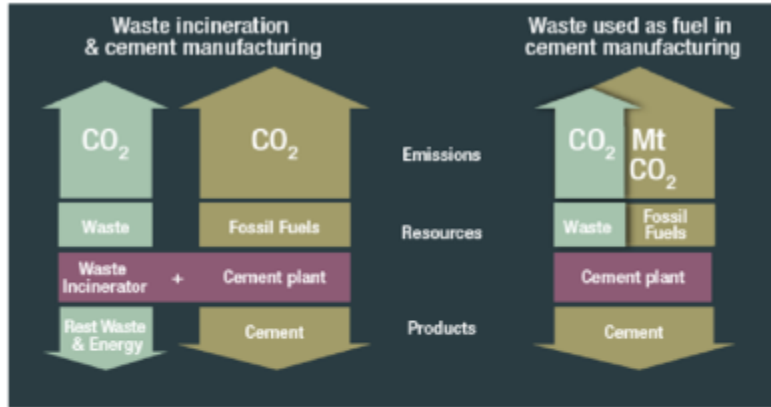 Waste incineration
& cement manufacturing
Waste used as fuel in
cement manufacturing
CO₂
CO₂
Emissions
CO₂
Mt
CO₂
Waste
Fossil Fuels
Resources
Waste
Fossil
Fuels
Waste
Incinerator
+
Cement plant
Cement plant
Rest Waste
& Energy
Cement
Products
Cement